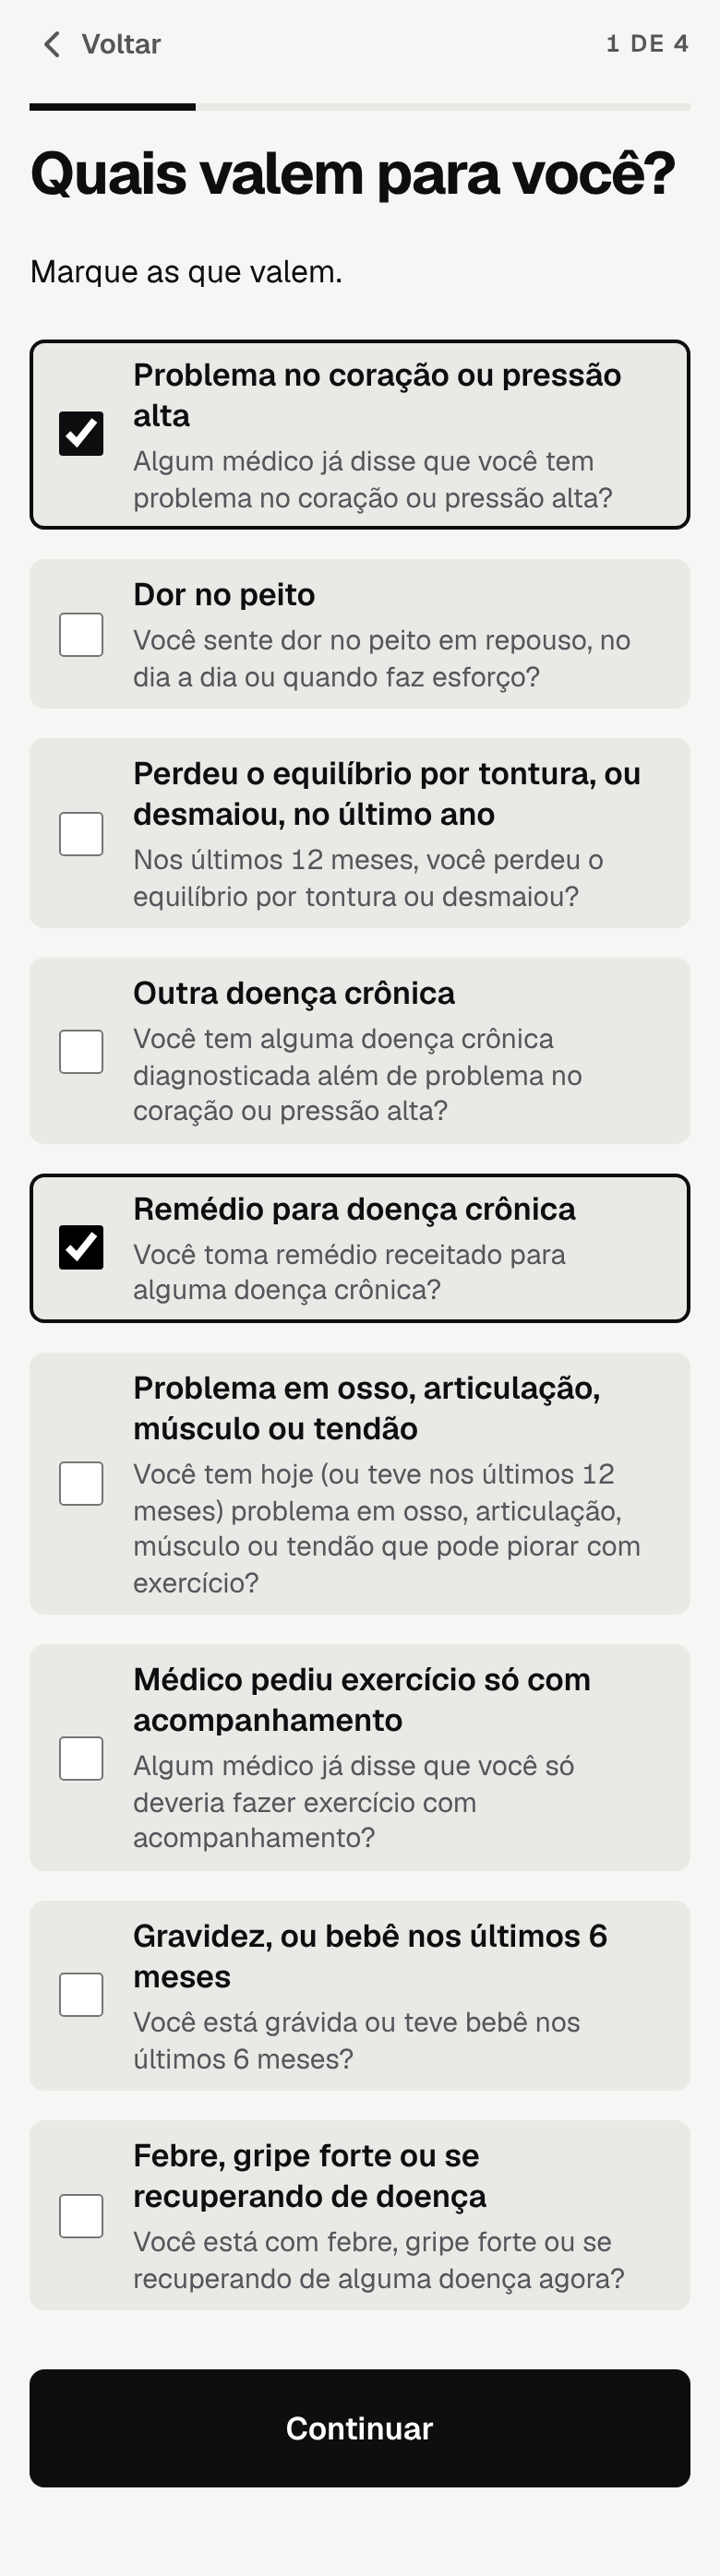 Voltar
1 DE 4
Quais valem para você?
Marque as que valem.
Problema no coração ou pressão
alta
Algum médico já disse que você tem
problema no coração ou pressão alta?
Dor no peito
Você sente dor no peito em repouso, no
dia a dia ou quando faz esforço?
Perdeu o equilíbrio por tontura, ou
desmaiou, no último ano
Nos últimos 12 meses, você perdeu o
equilíbrio por tontura ou desmaiou?
Outra doença crônica
Você tem alguma doença crônica
diagnosticada além de problema no
coração ou pressão alta?
Remédio para doença crônica
Você toma remédio receitado para
alguma doença crônica?
Problema em osso, articulação,
músculo ou tendão
Você tem hoje (ou teve nos últimos 12
meses) problema em osso, articulação,
músculo ou tendão que pode piorar com
exercício?
Médico pediu exercício só com
acompanhamento
Algum médico já disse que você só
deveria fazer exercício com
acompanhamento?
Gravidez, ou bebê nos últimos 6
meses
Você está grávida ou teve bebê nos
últimos 6 meses?
Febre, gripe forte ou se
recuperando de doença
Você está com febre, gripe forte ou se
recuperando de alguma doença agora?
Continuar